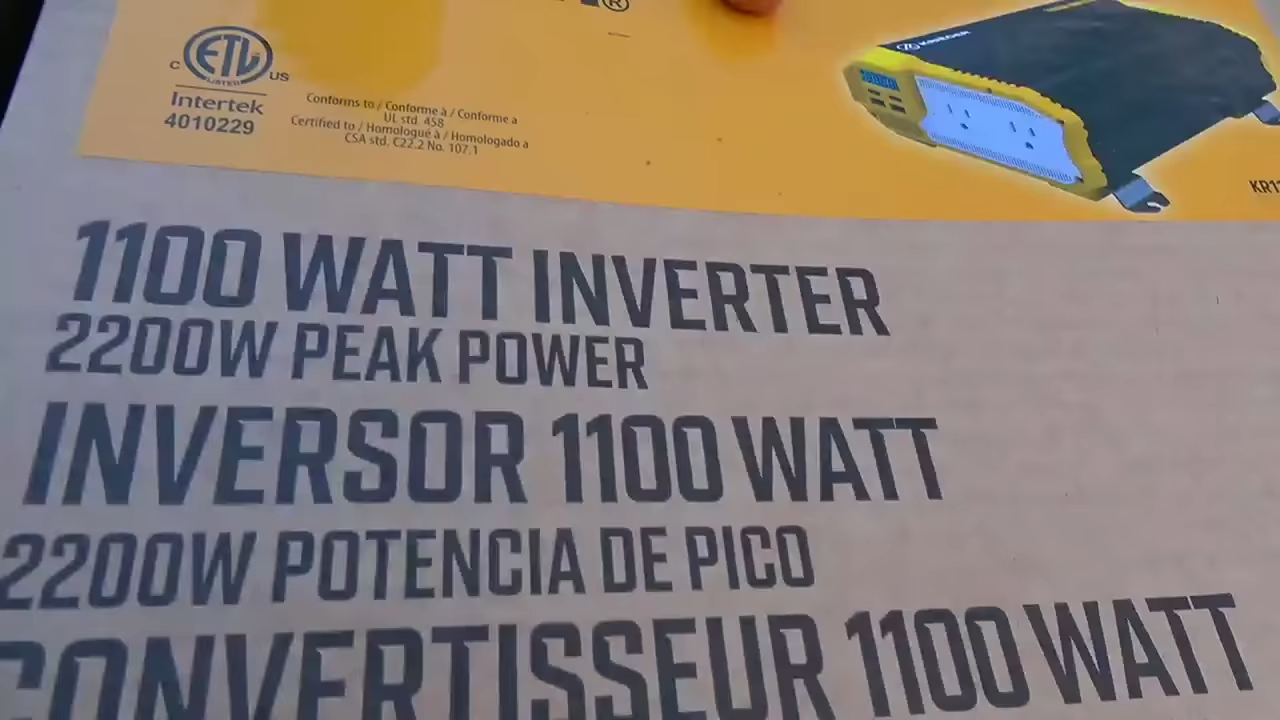 ®
C ETL US
LISTED
Intertek
4010229
Conforms to / Conforme à / Conforme a
UL std. 458
Certified to / Homologué à / Homologado a
CSA std. C22.2 No. 107.1
1100 WATT INVERTER
2200W PEAK POWER
INVERSOR 1100 WATT
2200W POTENCIA DE PICO
CONVERTISSEUR 1100 WATT